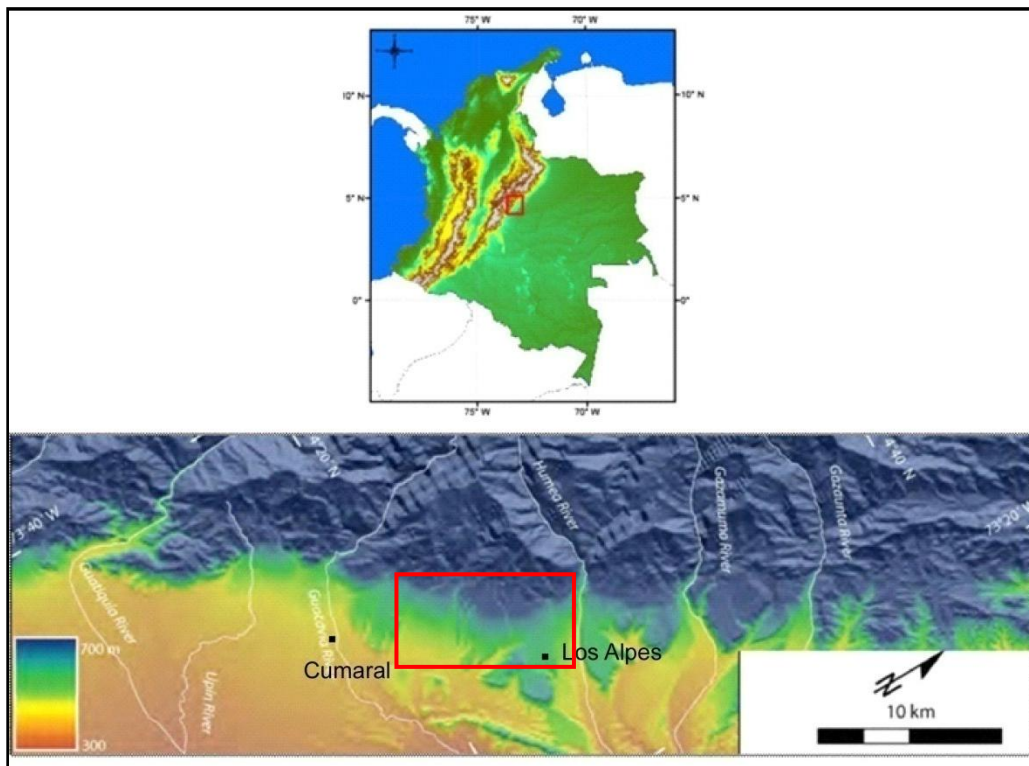 75° W
70° W
10° N
10° N
5° N
5° N
0°
0°
75° W
70° W
4°20' N
4°40' N
73°40' W
73°20' W
Guatiquia River
Upin River
Guacavia Riv
Humea River
Gazamumo River
Gazaunta River
700 m
300
Cumaral
Los Alpes
N
10 km